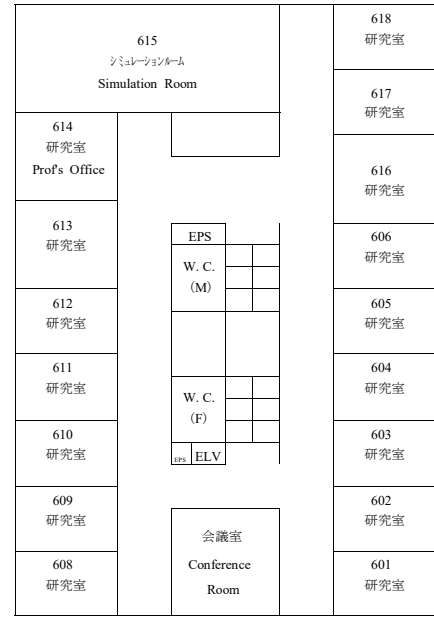 615
シミュレーションルーム
Simulation Room
618
研究室
617
研究室
614
研究室
Prof's Office
616
研究室
613
研究室
EPS
W. C.
(M)
606
研究室
612
研究室
605
研究室
611
研究室
604
研究室
W. C.
(F)
610
研究室
EPS
ELV
603
研究室
609
研究室
602
研究室
会議室
Conference
Room
608
研究室
601
研究室